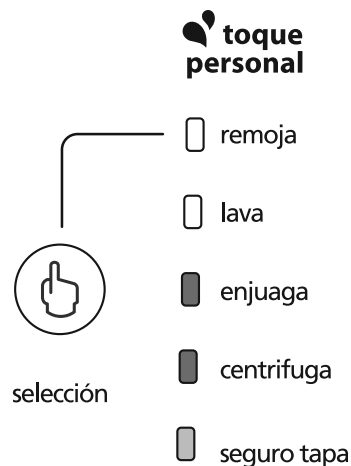 toque
personal
remoja
lava
enjuaga
centrifuga
selección
seguro tapa